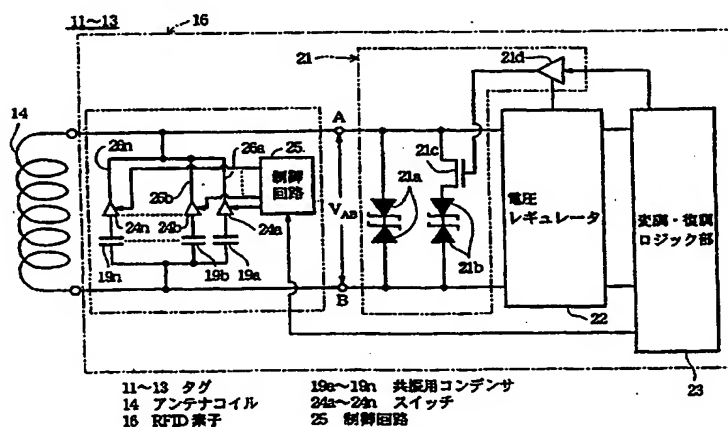 11~13
16
21
21d
14
26n
26a
25
A
21c
制御
回路
26b
VAB
21a
電圧
レギュレータ
変調・復調
ロジック部
24n
24b
24a
21b
19n
19b
19a
B
22
23
11~13 タグ
19a~19n 共振用コンデンサ
14 アンテナコイル
24a~24n スイッチ
16 RFID素子
25 制御回路